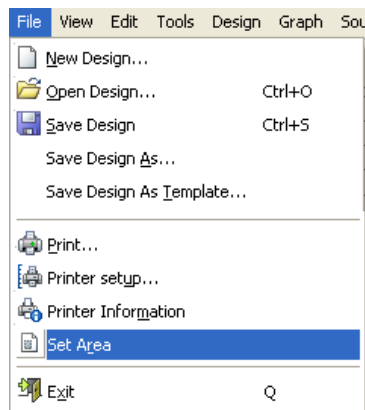 File View Edit Tools Design Graph Sou
New Design...
Open Design... Ctrl+O
Save Design Ctrl+S
Save Design As...
Save Design As Template...
Print...
Printer setup...
Printer Information
Set Area
Exit Q